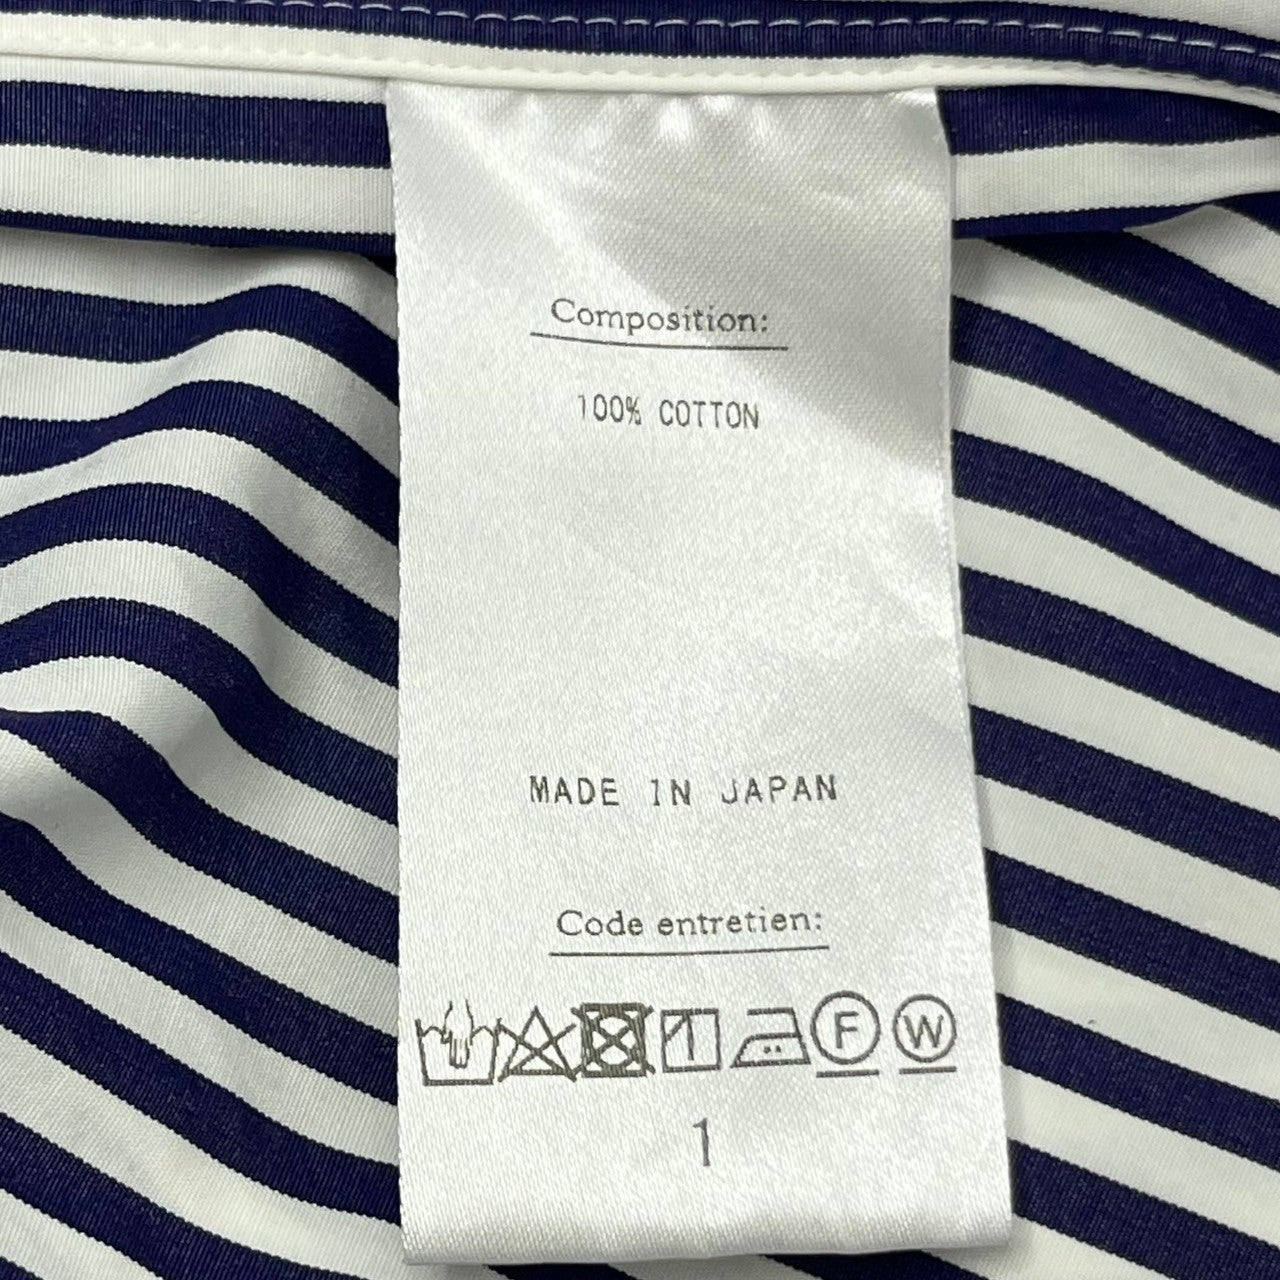 Composition:
100% COTTON
MADE IN JAPAN
Code entretien:
F W
1